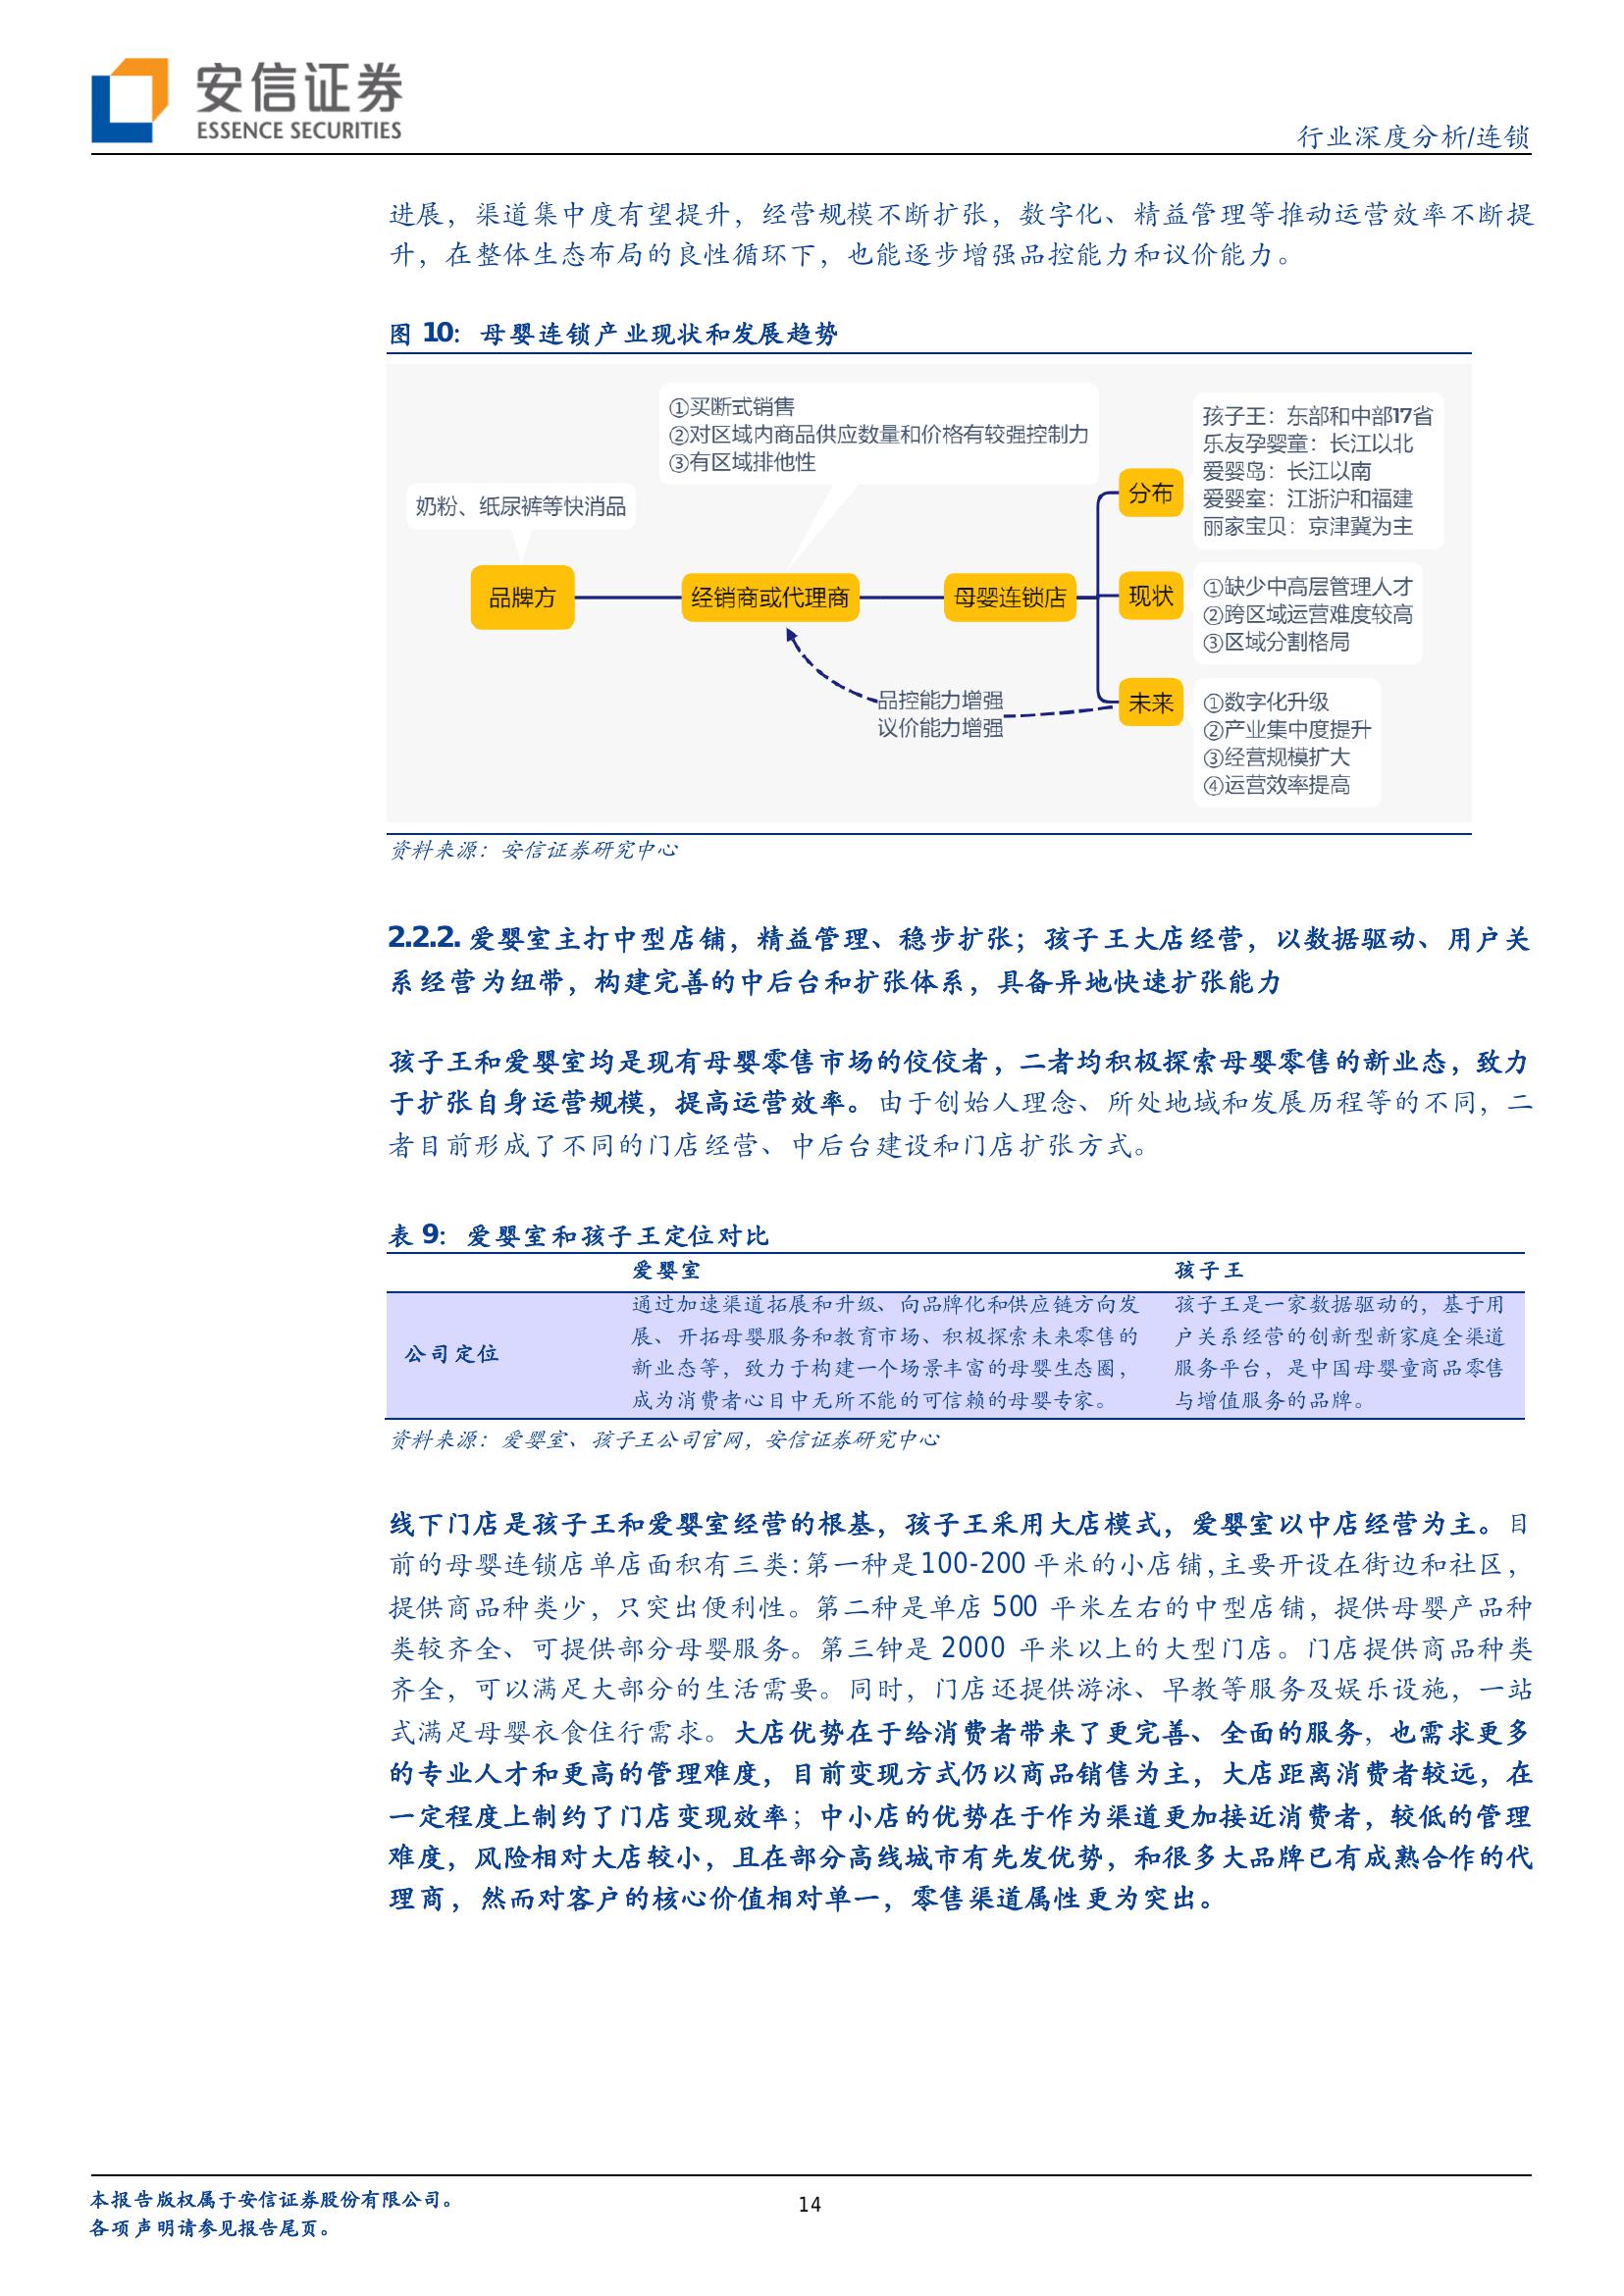 安信证券
ESSENCE SECURITIES
行业深度分析/连锁
进展，渠道集中度有望提升，经营规模不断扩张，数字化、精益管理等推动运营效率不断提
升，在整体生态布局的良性循环下，也能逐步增强品控能力和议价能力。
图 10：母婴连锁产业现状和发展趋势
①买断式销售
②对区域内商品供应数量和价格有较强控制力
③有区域排他性
奶粉、纸尿裤等快消品
品牌方
经销商或代理商
母婴连锁店
分布
孩子王：东部和中部17省
乐友孕婴童：长江以北
爱婴岛：长江以南
爱婴室：江浙沪和福建
丽家宝贝：京津冀为主
现状
①缺少中高层管理人才
②跨区域运营难度较高
③区域分割格局
品控能力增强
议价能力增强
未来
①数字化升级
②产业集中度提升
③经营规模扩大
④运营效率提高
资料来源：安信证券研究中心
2.2.2. 爱婴室主打中型店铺，精益管理、稳步扩张；孩子王大店经营，以数据驱动、用户关
系经营为纽带，构建完善的中后台和扩张体系，具备异地快速扩张能力
孩子王和爱婴室均是现有母婴零售市场的佼佼者，二者均积极探索母婴零售的新业态，致力
于扩张自身运营规模，提高运营效率。由于创始人理念、所处地域和发展历程等的不同，二
者目前形成了不同的门店经营、中后台建设和门店扩张方式。
表 9：爱婴室和孩子王定位对比
爱婴室 孩子王
公司定位
通过加速渠道拓展和升级、向品牌化和供应链方向发
展、开拓母婴服务和教育市场、积极探索未来零售的
新业态等，致力于构建一个场景丰富的母婴生态圈，
成为消费者心目中无所不能的可信赖的母婴专家。
孩子王是一家数据驱动的，基于用
户关系经营的创新型新家庭全渠道
服务平台，是中国母婴童商品零售
与增值服务的品牌。
资料来源：爱婴室、孩子王公司官网，安信证券研究中心
线下门店是孩子王和爱婴室经营的根基，孩子王采用大店模式，爱婴室以中店经营为主。目
前的母婴连锁店单店面积有三类：第一种是100-200 平米的小店铺，主要开设在街边和社区，
提供商品种类少，只突出便利性。第二种是单店 500 平米左右的中型店铺，提供母婴产品种
类较齐全、可提供部分母婴服务。第三钟是 2000 平米以上的大型门店。门店提供商品种类
齐全，可以满足大部分的生活需要。同时，门店还提供游泳、早教等服务及娱乐设施，一站
式满足母婴衣食住行需求。大店优势在于给消费者带来了更完善、全面的服务，也需求更多
的专业人才和更高的管理难度，目前变现方式仍以商品销售为主，大店距离消费者较远，在
一定程度上制约了门店变现效率；中小店的优势在于作为渠道更加接近消费者，较低的管理
难度，风险相对大店较小，且在部分高线城市有先发优势，和很多大品牌已有成熟合作的代
理商，然而对客户的核心价值相对单一，零售渠道属性更为突出。
本报告版权属于安信证券股份有限公司。
各项声明请参见报告尾页。
14